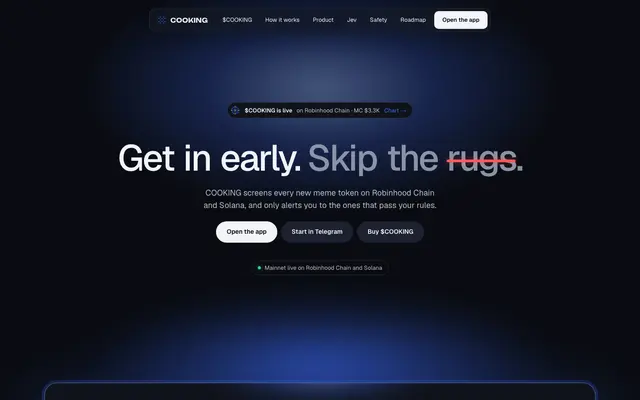 COOKING $COOKING How it works Product Jev Safety Roadmap Open the app
$COOKING is live on Robinhood Chain · MC $3.3K Chart →
Get in early. Skip the rugs.
COOKING screens every new meme token on Robinhood Chain
and Solana, and only alerts you to the ones that pass your rules.
Open the app Start in Telegram Buy $COOKING
Mainnet live on Robinhood Chain and Solana